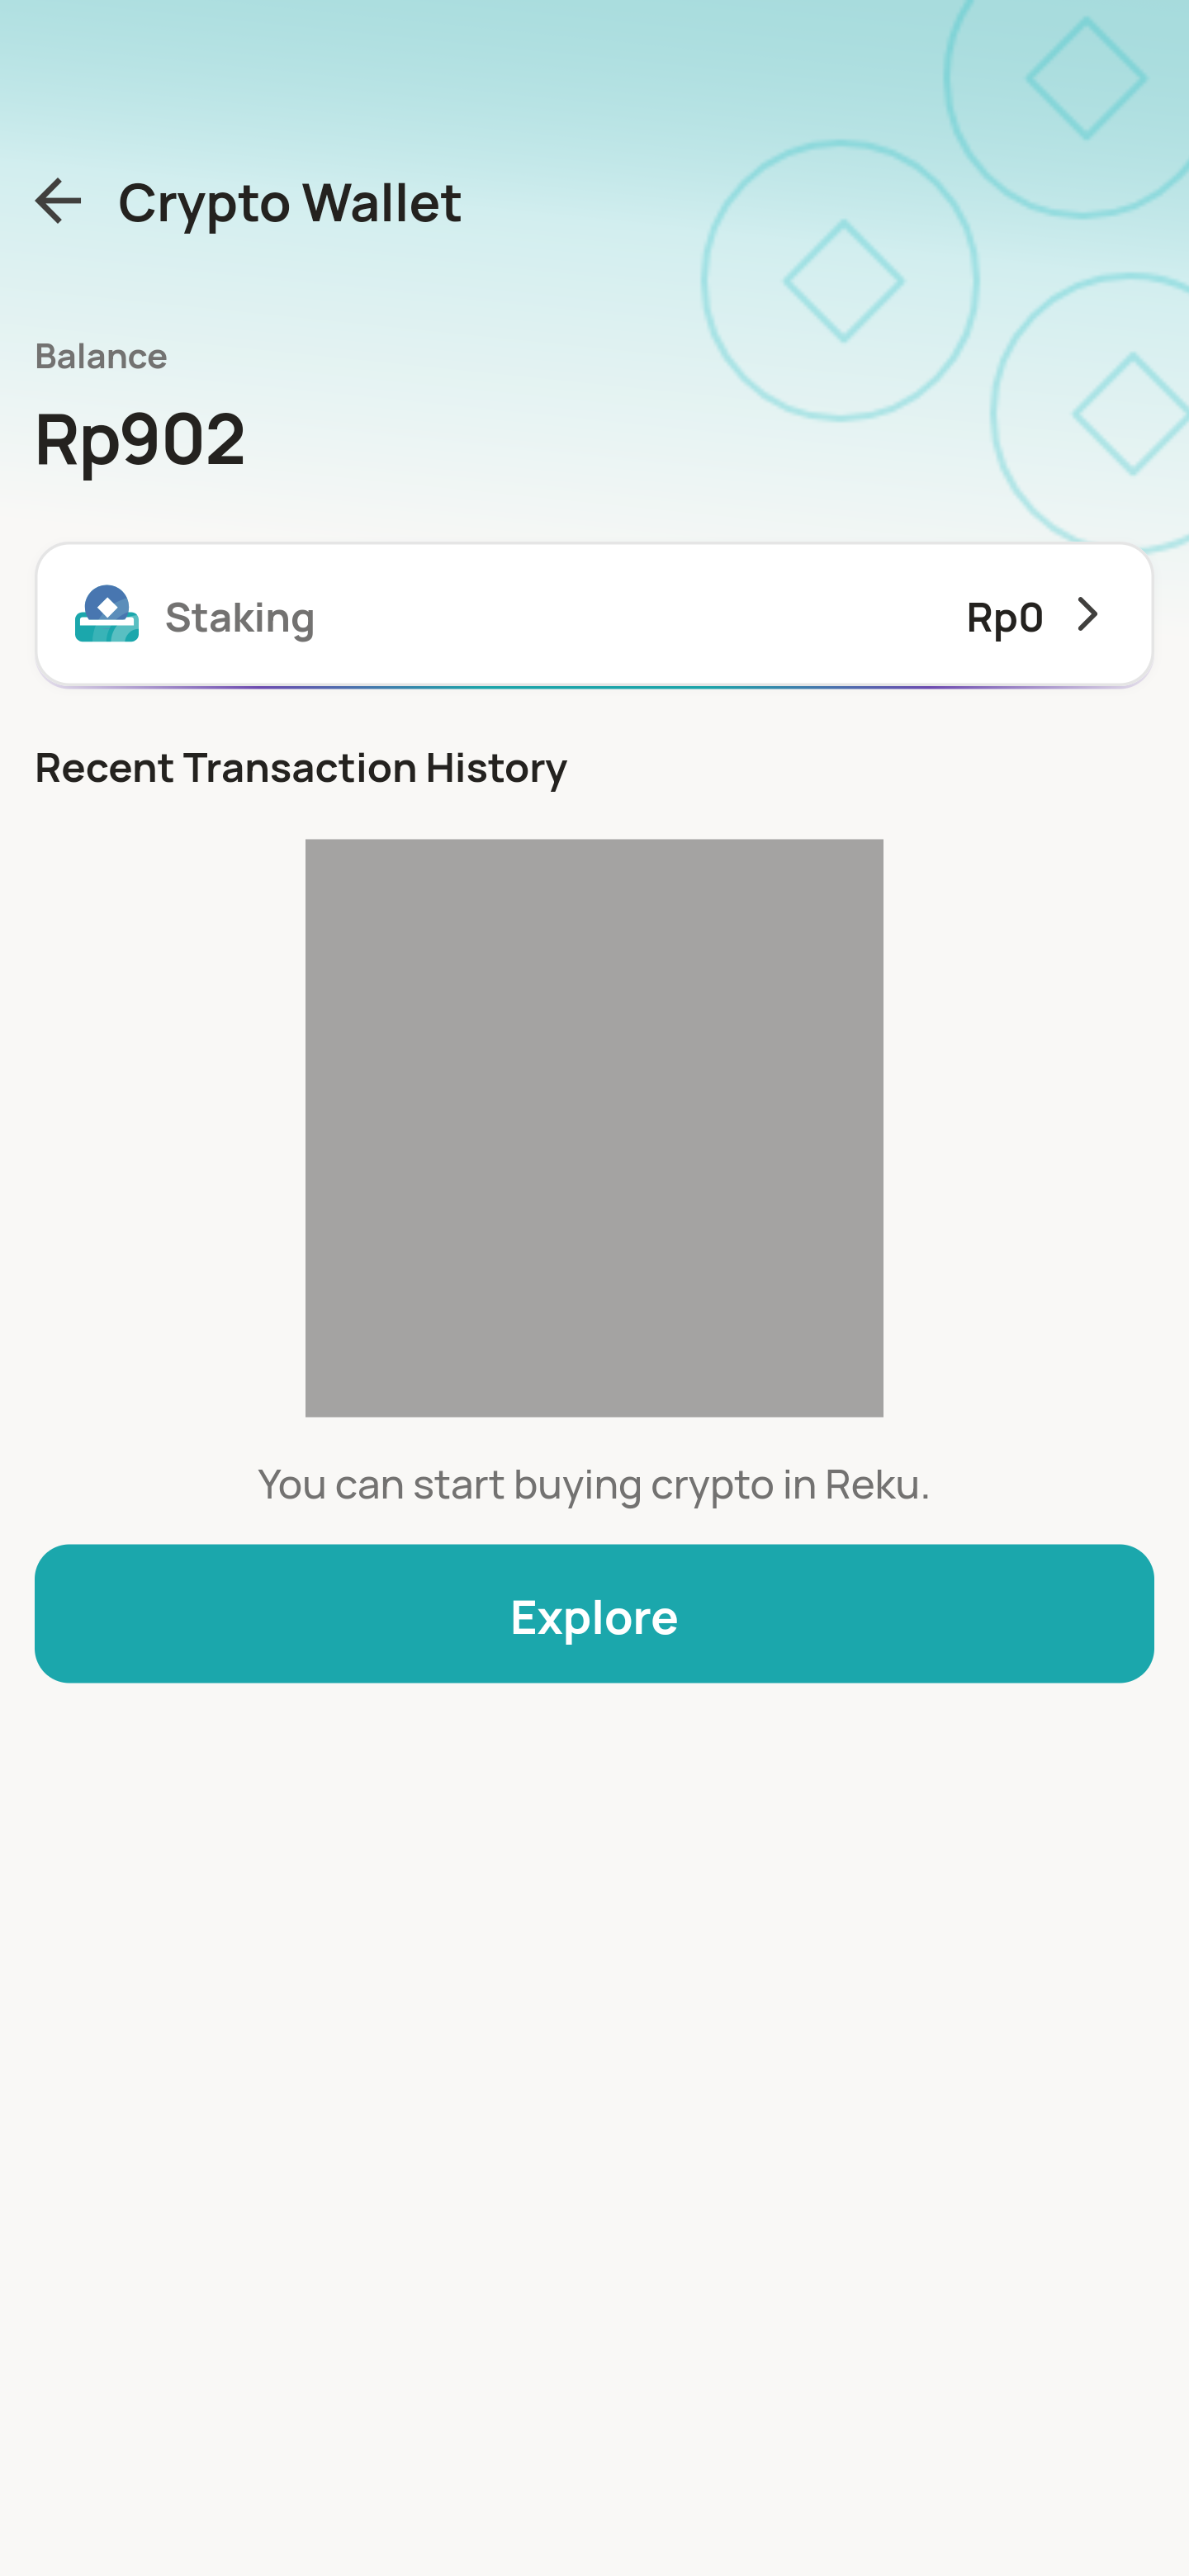 Crypto Wallet
Balance
Rp902
Staking
Rp0
Recent Transaction History
You can start buying crypto in Reku.
Explore